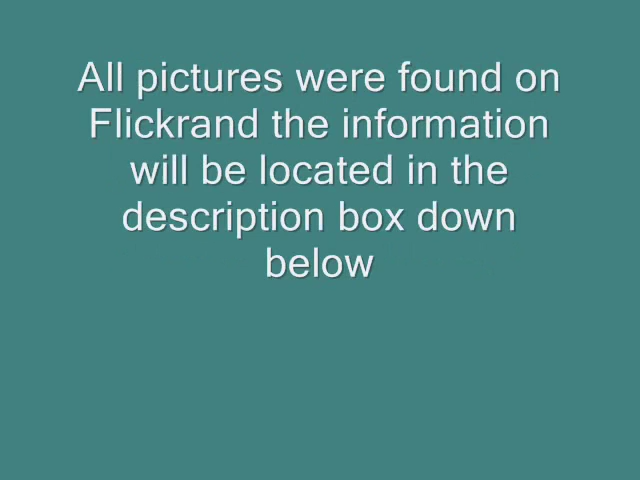 All pictures were found on
Flickrand the information
will be located in the
description box down
below